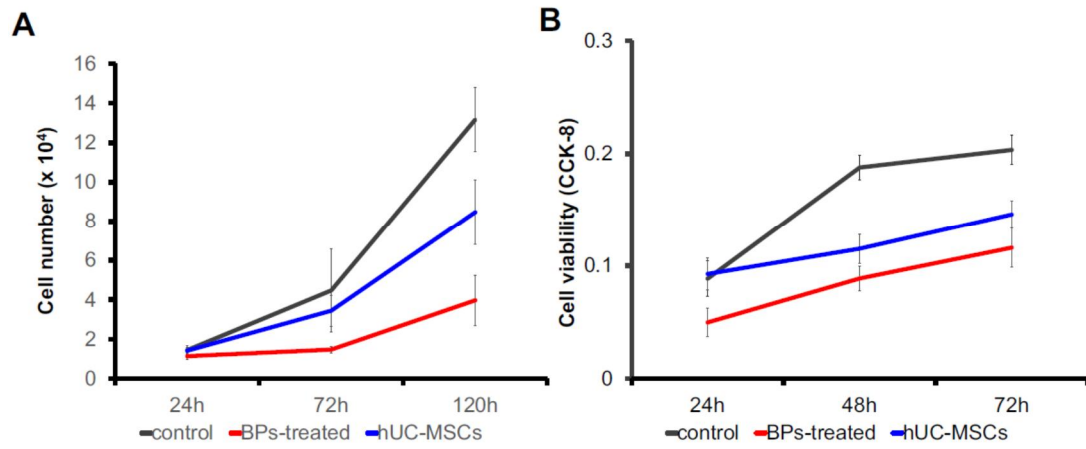 A
Cell number (x 10⁴)
16
14
12
10
8
6
4
2
0
24h 72h 120h
control BPs-treated hUC-MSCs
B
Cell viablility (CCK-8)
0.3
0.2
0.1
0
24h 48h 72h
control BPs-treated hUC-MSCs